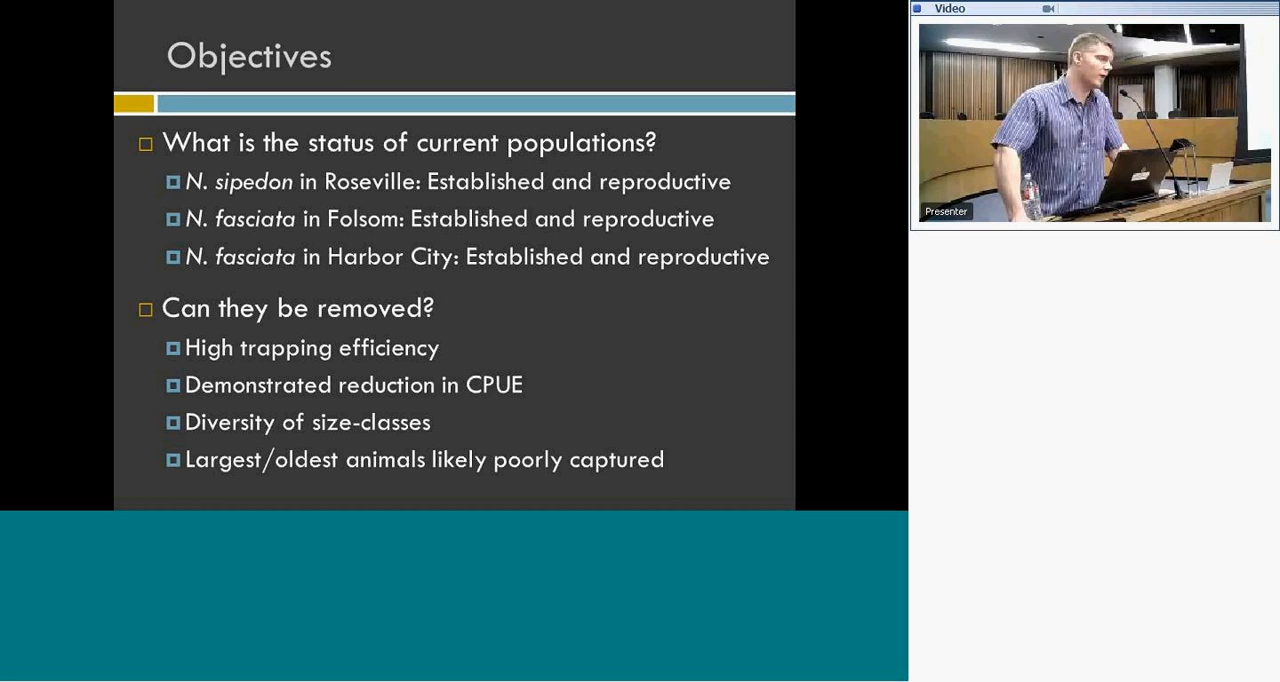 Objectives
What is the status of current populations?
N. sipedon in Roseville: Established and reproductive
N. fasciata in Folsom: Established and reproductive
N. fasciata in Harbor City: Established and reproductive
Can they be removed?
High trapping efficiency
Demonstrated reduction in CPUE
Diversity of size-classes
Largest/oldest animals likely poorly captured
Video
Presenter